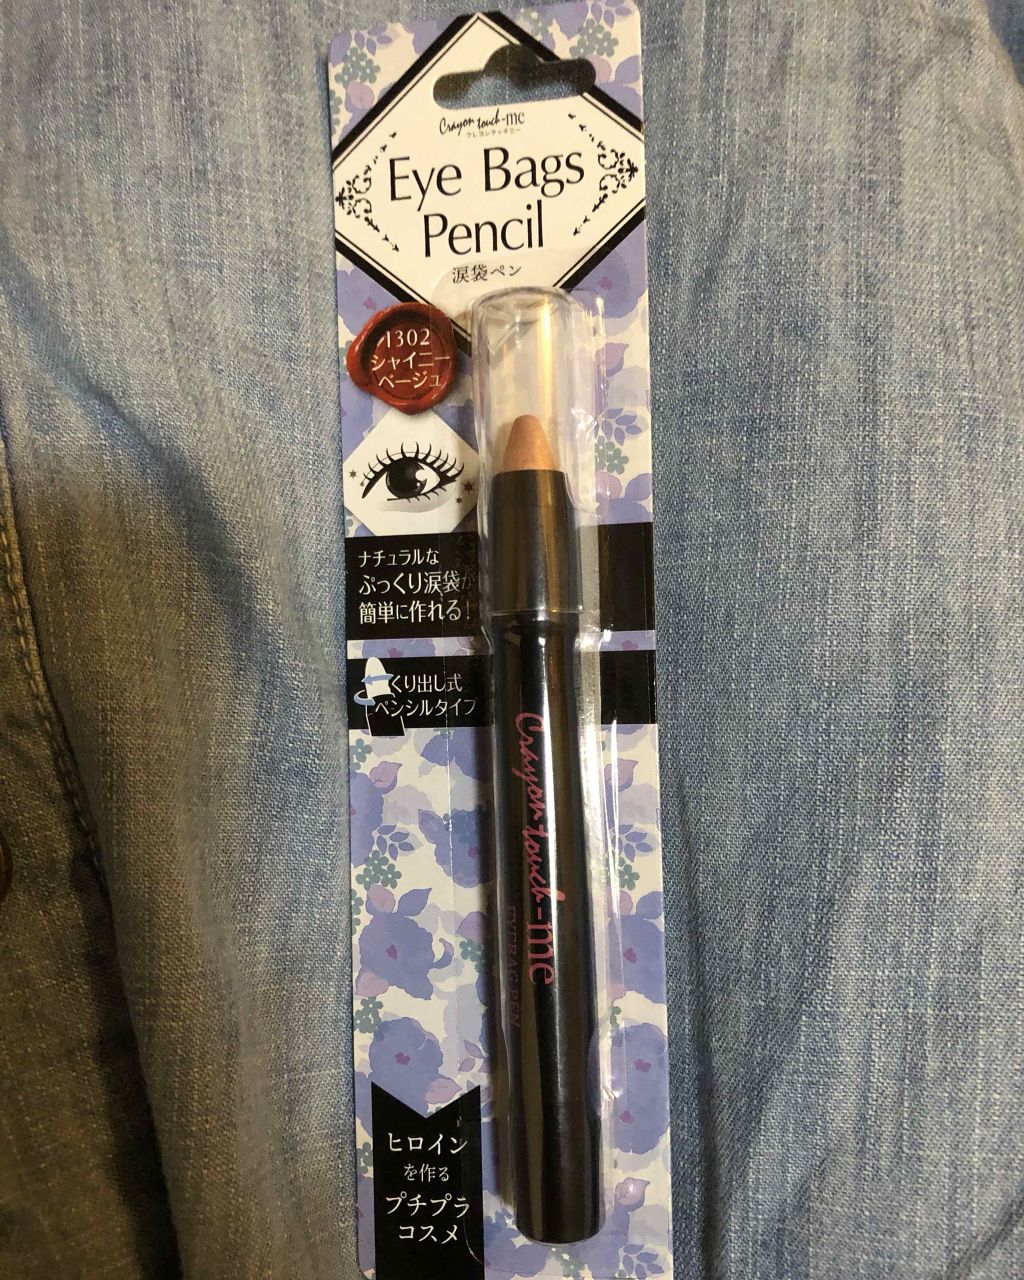 Crayon touch-me
クレヨンタッチミー
Eye Bags
Pencil
涙袋ペン
1302
シャイニー
ベージュ
ナチュラルな
ぷっくり涙袋が
簡単に作れる!
くり出し式
ペンシルタイプ
Crayon touch-me
EYEBAG PEN
ヒロイン
を作る
プチプラ
コスメ